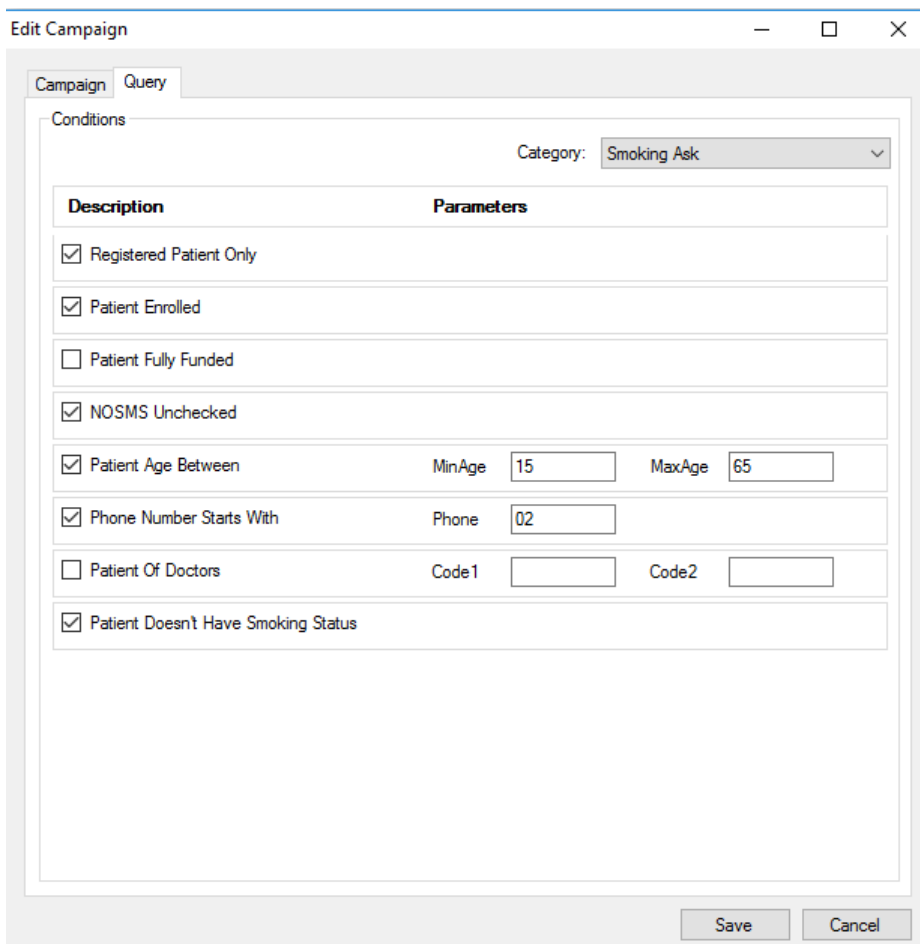 Edit Campaign
Campaign Query
Conditions
Category: Smoking Ask
Description Parameters
Registered Patient Only
Patient Enrolled
Patient Fully Funded
NOSMS Unchecked
Patient Age Between MinAge 15 MaxAge 65
Phone Number Starts With Phone 02
Patient Of Doctors Code1 Code2
Patient Doesn't Have Smoking Status
Save Cancel